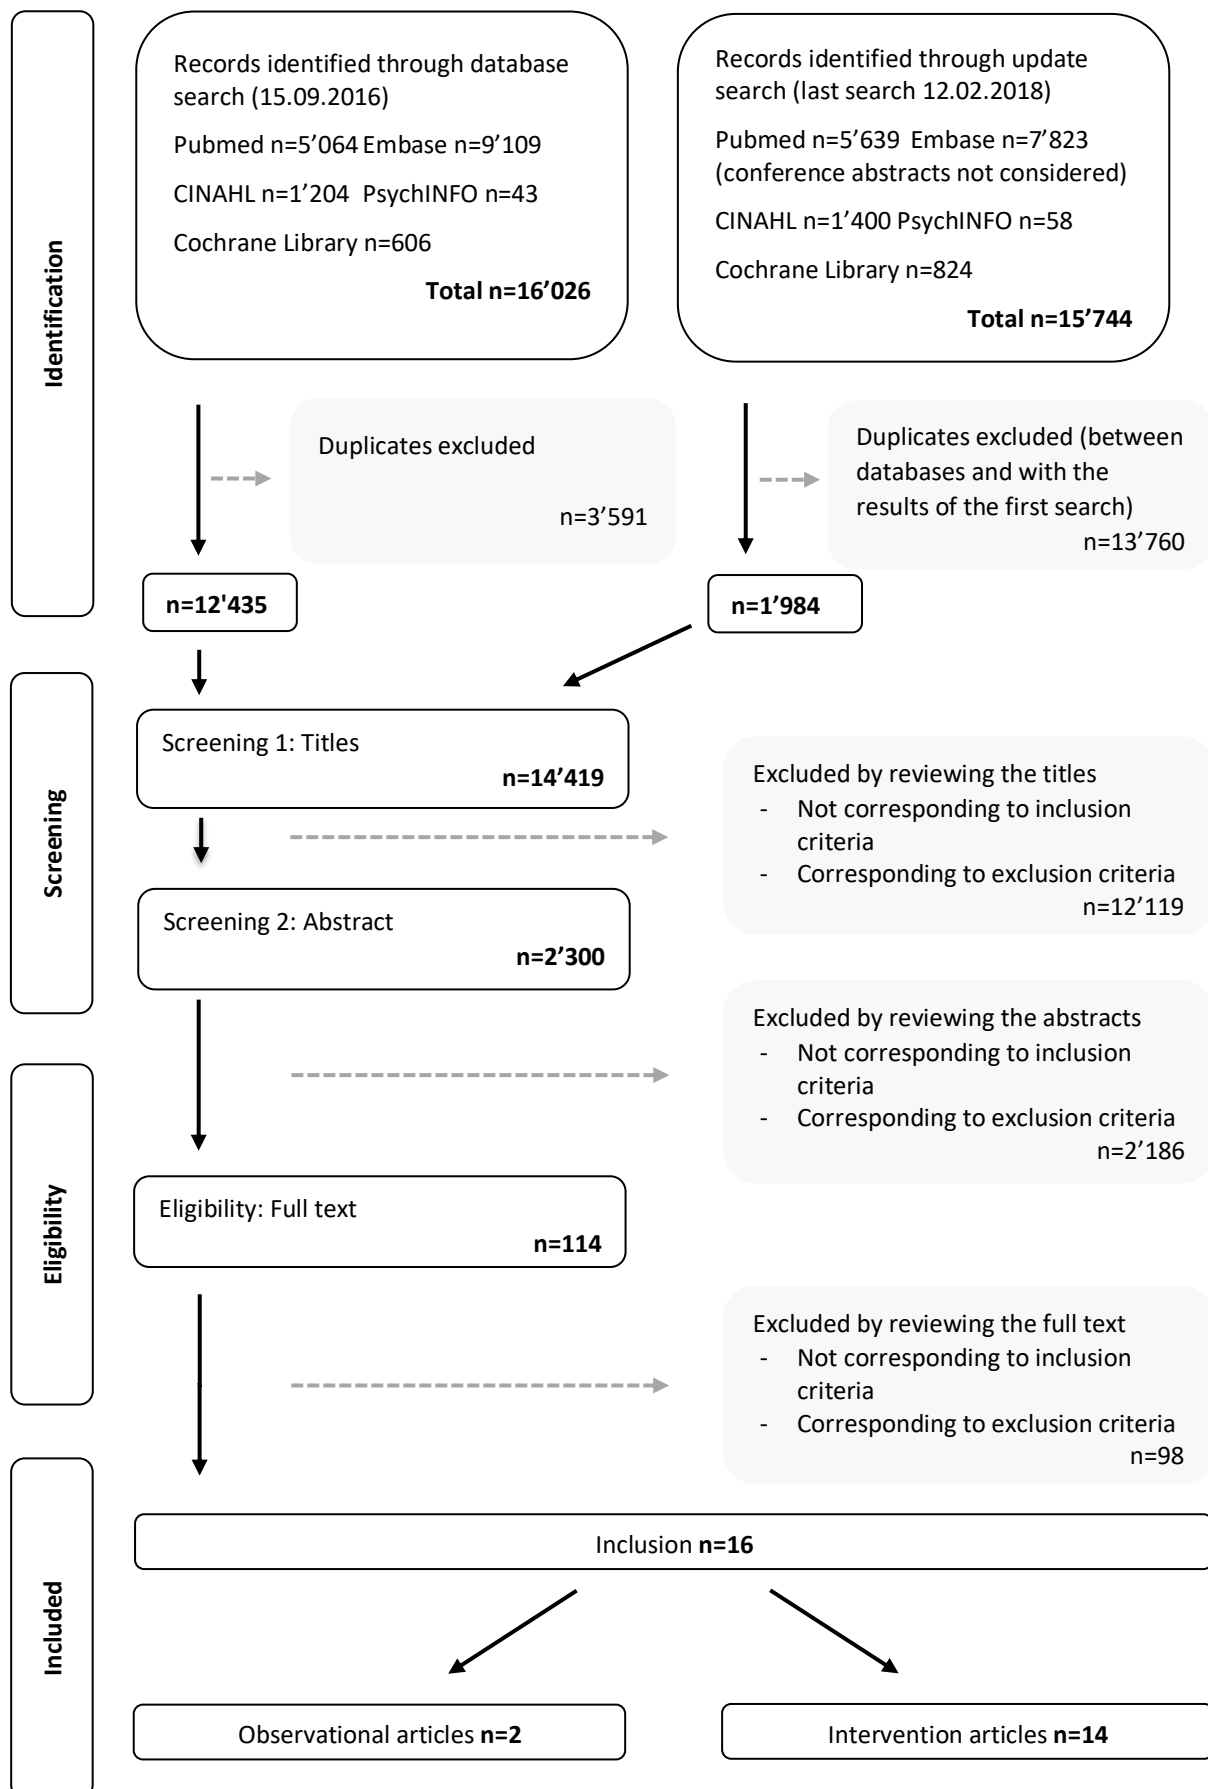 Identification
Records identified through database
search (15.09.2016)
Pubmed n=5’064 Embase n=9’109
CINAHL n=1’204 PsychINFO n=43
Cochrane Library n=606
Total n=16’026
Records identified through update
search (last search 12.02.2018)
Pubmed n=5’639 Embase n=7’823
(conference abstracts not considered)
CINAHL n=1’400 PsychINFO n=58
Cochrane Library n=824
Total n=15’744
Duplicates excluded
n=3’591
Duplicates excluded (between
databases and with the
results of the first search)
n=13’760
n=12'435
n=1’984
Screening
Screening 1: Titles
n=14’419
Excluded by reviewing the titles
- Not corresponding to inclusion
criteria
- Corresponding to exclusion criteria
n=12’119
Screening 2: Abstract
n=2’300
Excluded by reviewing the abstracts
- Not corresponding to inclusion
criteria
- Corresponding to exclusion criteria
n=2’186
Eligibility
Eligibility: Full text
n=114
Excluded by reviewing the full text
- Not corresponding to inclusion
criteria
- Corresponding to exclusion criteria
n=98
Included
Inclusion n=16
Observational articles n=2
Intervention articles n=14